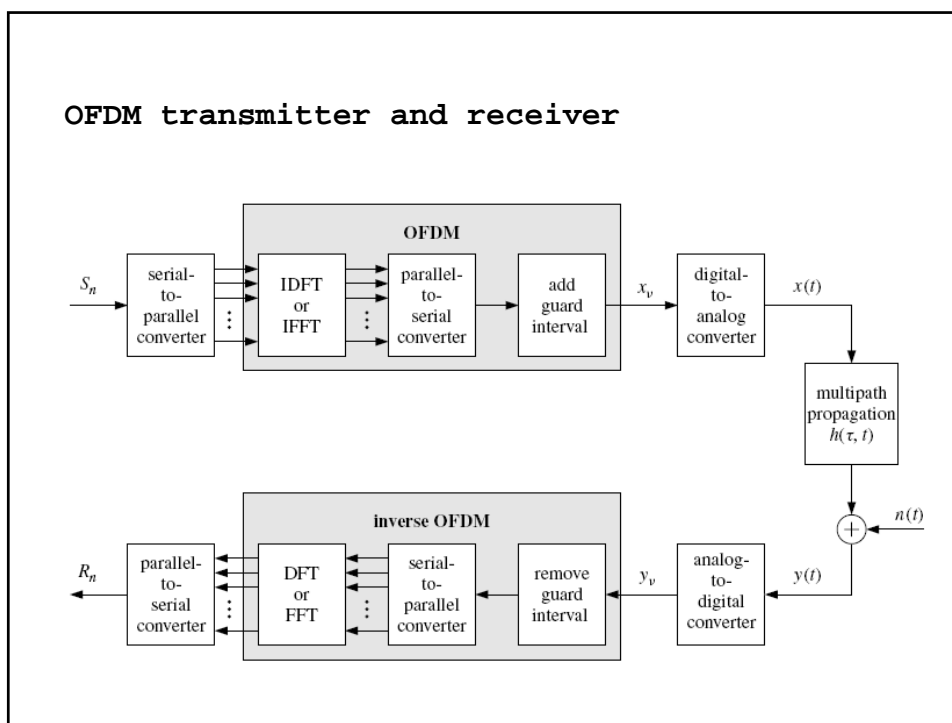 OFDM transmitter and receiver
OFDM
S_n
serial-
to-
parallel
converter
IDFT
or
IFFT
parallel-
to-
serial
converter
add
guard
interval
x_ν
digital-
to-
analog
converter
x(t)
multipath
propagation
h(τ, t)
n(t)
+
inverse OFDM
R_n
parallel-
to-
serial
converter
DFT
or
FFT
serial-
to-
parallel
converter
remove
guard
interval
y_ν
analog-
to-
digital
converter
y(t)